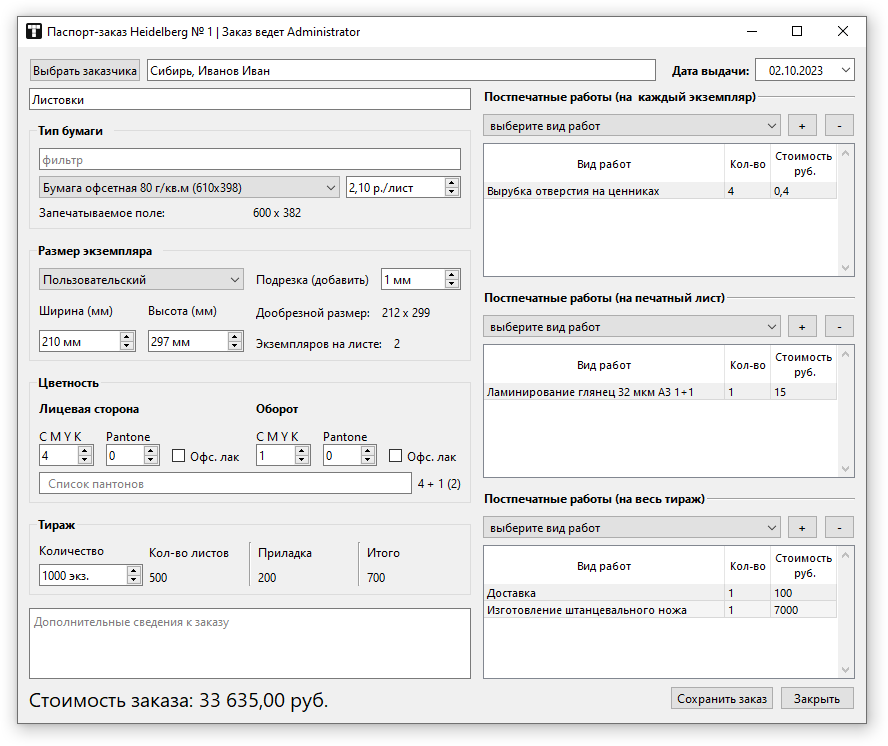 Паспорт-заказ Heidelberg № 1 | Заказ ведет Administrator
Выбрать заказчика
Сибирь, Иванов Иван
Дата выдачи: 02.10.2023
Листовки
Тип бумаги
фильтр
Бумага офсетная 80 г/кв.м (610x398)
2,10 р./лист
Запечатываемое поле: 600 x 382
Размер экземпляра
Пользовательский
Подрезка (добавить) 1 мм
Ширина (мм) Высота (мм)
Дообрезной размер: 212 x 299
210 мм 297 мм
Экземпляров на листе: 2
Цветность
Лицевая сторона Оборот
C M Y K Pantone C M Y K Pantone
4 0 Офс. лак 1 0 Офс. лак
Список пантонов 4 + 1 (2)
Тираж
Количество Кол-во листов Приладка Итого
1000 экз. 500 200 700
Дополнительные сведения к заказу
Стоимость заказа: 33 635,00 руб.
Постпечатные работы (на каждый экземпляр)
выберите вид работ + -
Вид работ Кол-во Стоимость руб.
Вырубка отверстия на ценниках 4 0,4
Постпечатные работы (на печатный лист)
выберите вид работ + -
Вид работ Кол-во Стоимость руб.
Ламинирование глянец 32 мкм А3 1+1 1 15
Постпечатные работы (на весь тираж)
выберите вид работ + -
Вид работ Кол-во Стоимость руб.
Доставка 1 100
Изготовление штанцевального ножа 1 7000
Сохранить заказ Закрыть